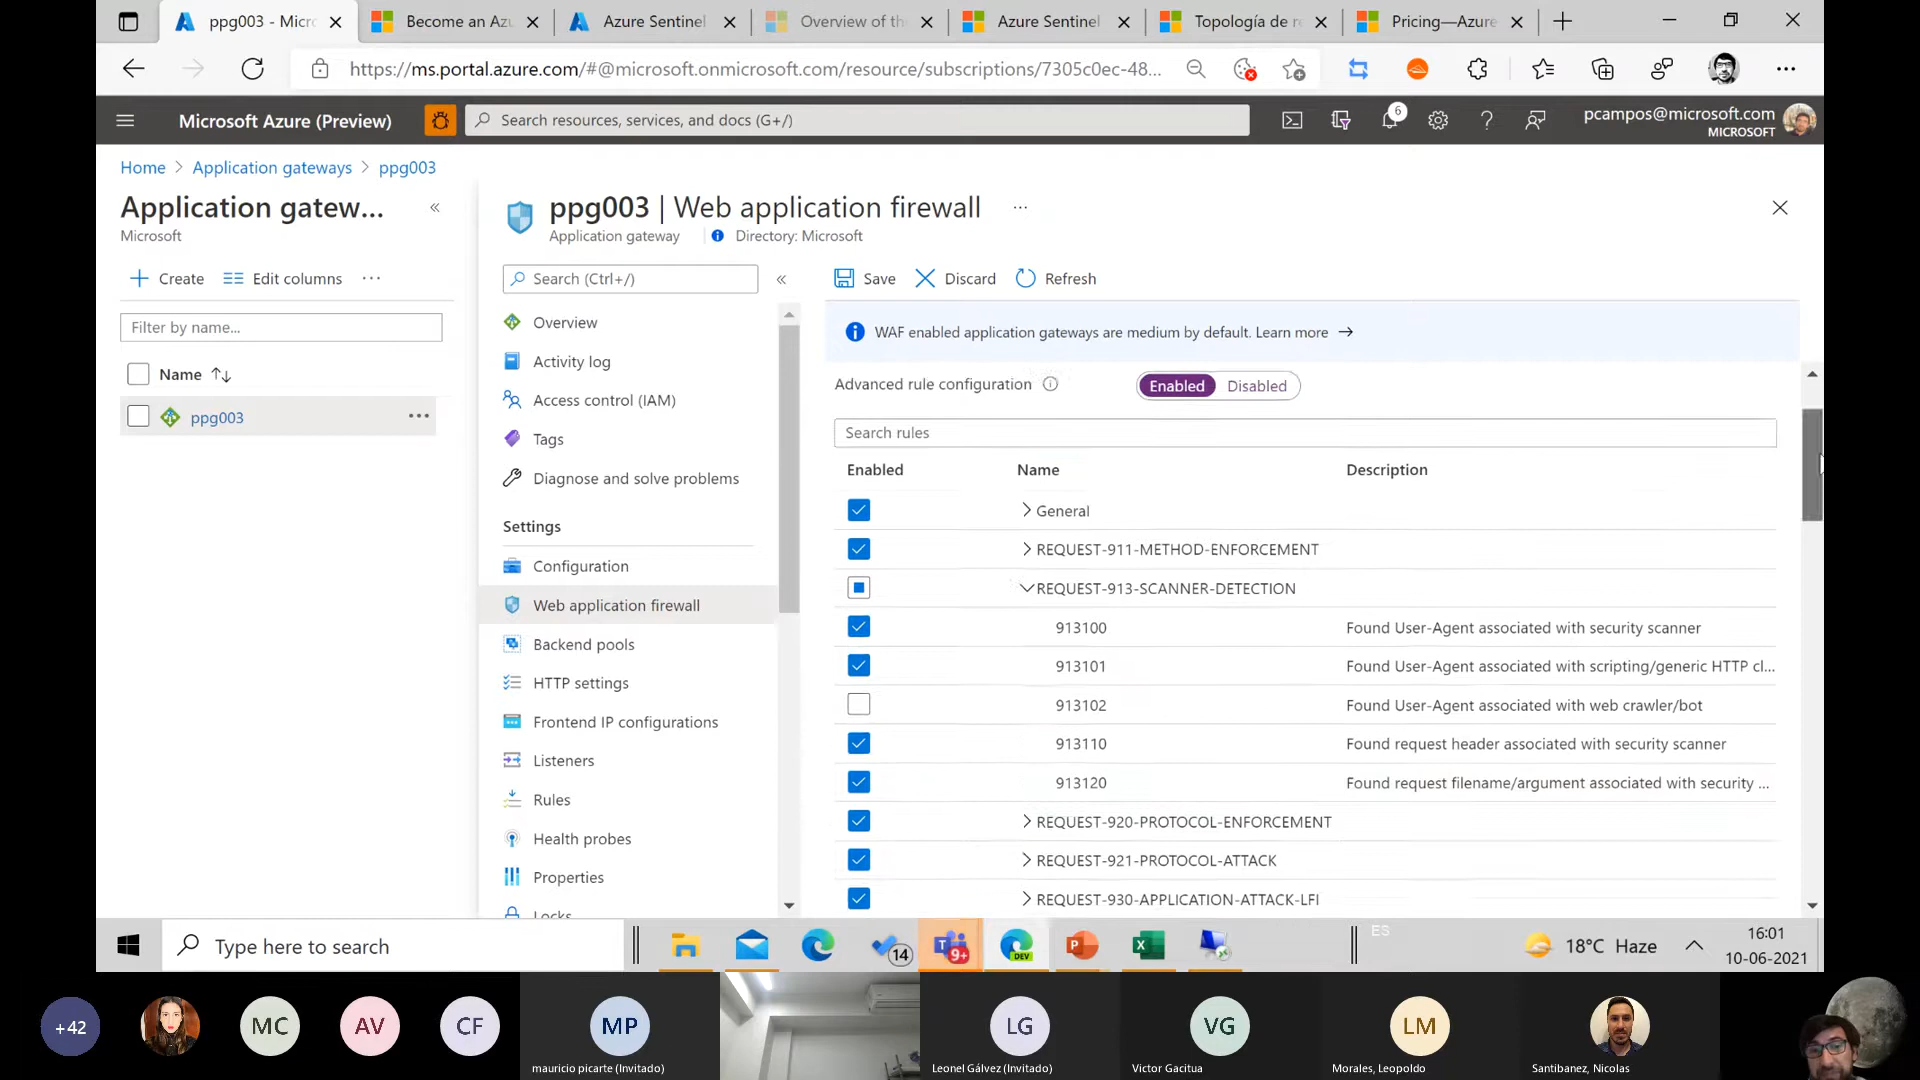 ppg003 - Micr
Become an Azu
Azure Sentinel
Overview of th
Azure Sentinel
Topología de r
Pricing—Azure
https://ms.portal.azure.com/#@microsoft.onmicrosoft.com/resource/subscriptions/7305c0ec-48...
Microsoft Azure (Preview)
Search resources, services, and docs (G+/)
6
pcampos@microsoft.com
MICROSOFT
Home > Application gateways > ppg003
Application gatew...
Microsoft
Create
Edit columns
Filter by name...
Name
ppg003
ppg003 | Web application firewall
Application gateway
Directory: Microsoft
Search (Ctrl+/)
Overview
Activity log
Access control (IAM)
Tags
Diagnose and solve problems
Settings
Configuration
Web application firewall
Backend pools
HTTP settings
Frontend IP configurations
Listeners
Rules
Health probes
Properties
Locks
Save
Discard
Refresh
WAF enabled application gateways are medium by default. Learn more →
Advanced rule configuration
Enabled Disabled
Search rules
Enabled Name Description
General
REQUEST-911-METHOD-ENFORCEMENT
REQUEST-913-SCANNER-DETECTION
913100 Found User-Agent associated with security scanner
913101 Found User-Agent associated with scripting/generic HTTP cl...
913102 Found User-Agent associated with web crawler/bot
913110 Found request header associated with security scanner
913120 Found request filename/argument associated with security ...
REQUEST-920-PROTOCOL-ENFORCEMENT
REQUEST-921-PROTOCOL-ATTACK
REQUEST-930-APPLICATION-ATTACK-LFI
Type here to search
14
9+
DEV
ES
18°C Haze
16:01
10-06-2021
+42
MC
AV
CF
MP
mauricio picarte (Invitado)
LG
Leonel Gálvez (Invitado)
VG
Victor Gacitua
LM
Morales, Leopoldo
Santibanez, Nicolas